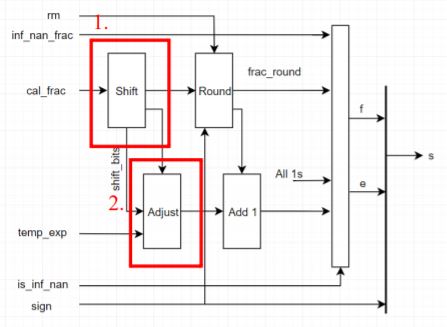 rm
1.
inf_nan_frac
frac_round
cal_frac
Shift
Round
f
s
shift_bits
All 1s
e
2.
Adjust
Add 1
temp_exp
is_inf_nan
sign